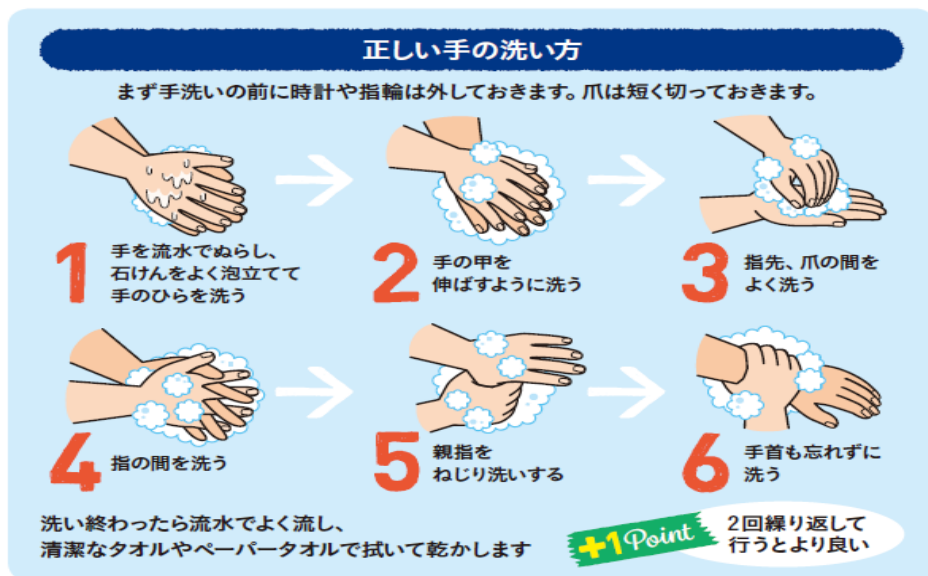 正しい手の洗い方
まず手洗いの前に時計や指輪は外しておきます。爪は短く切っておきます。
1
手を流水でぬらし、
石けんをよく泡立てて
手のひらを洗う
2
手の甲を
伸ばすように洗う
3
指先、爪の間を
よく洗う
4
指の間を洗う
5
親指を
ねじり洗いする
6
手首も忘れずに
洗う
洗い終わったら流水でよく流し、
清潔なタオルやペーパータオルで拭いて乾かします
+1 Point
2回繰り返して
行うとより良い